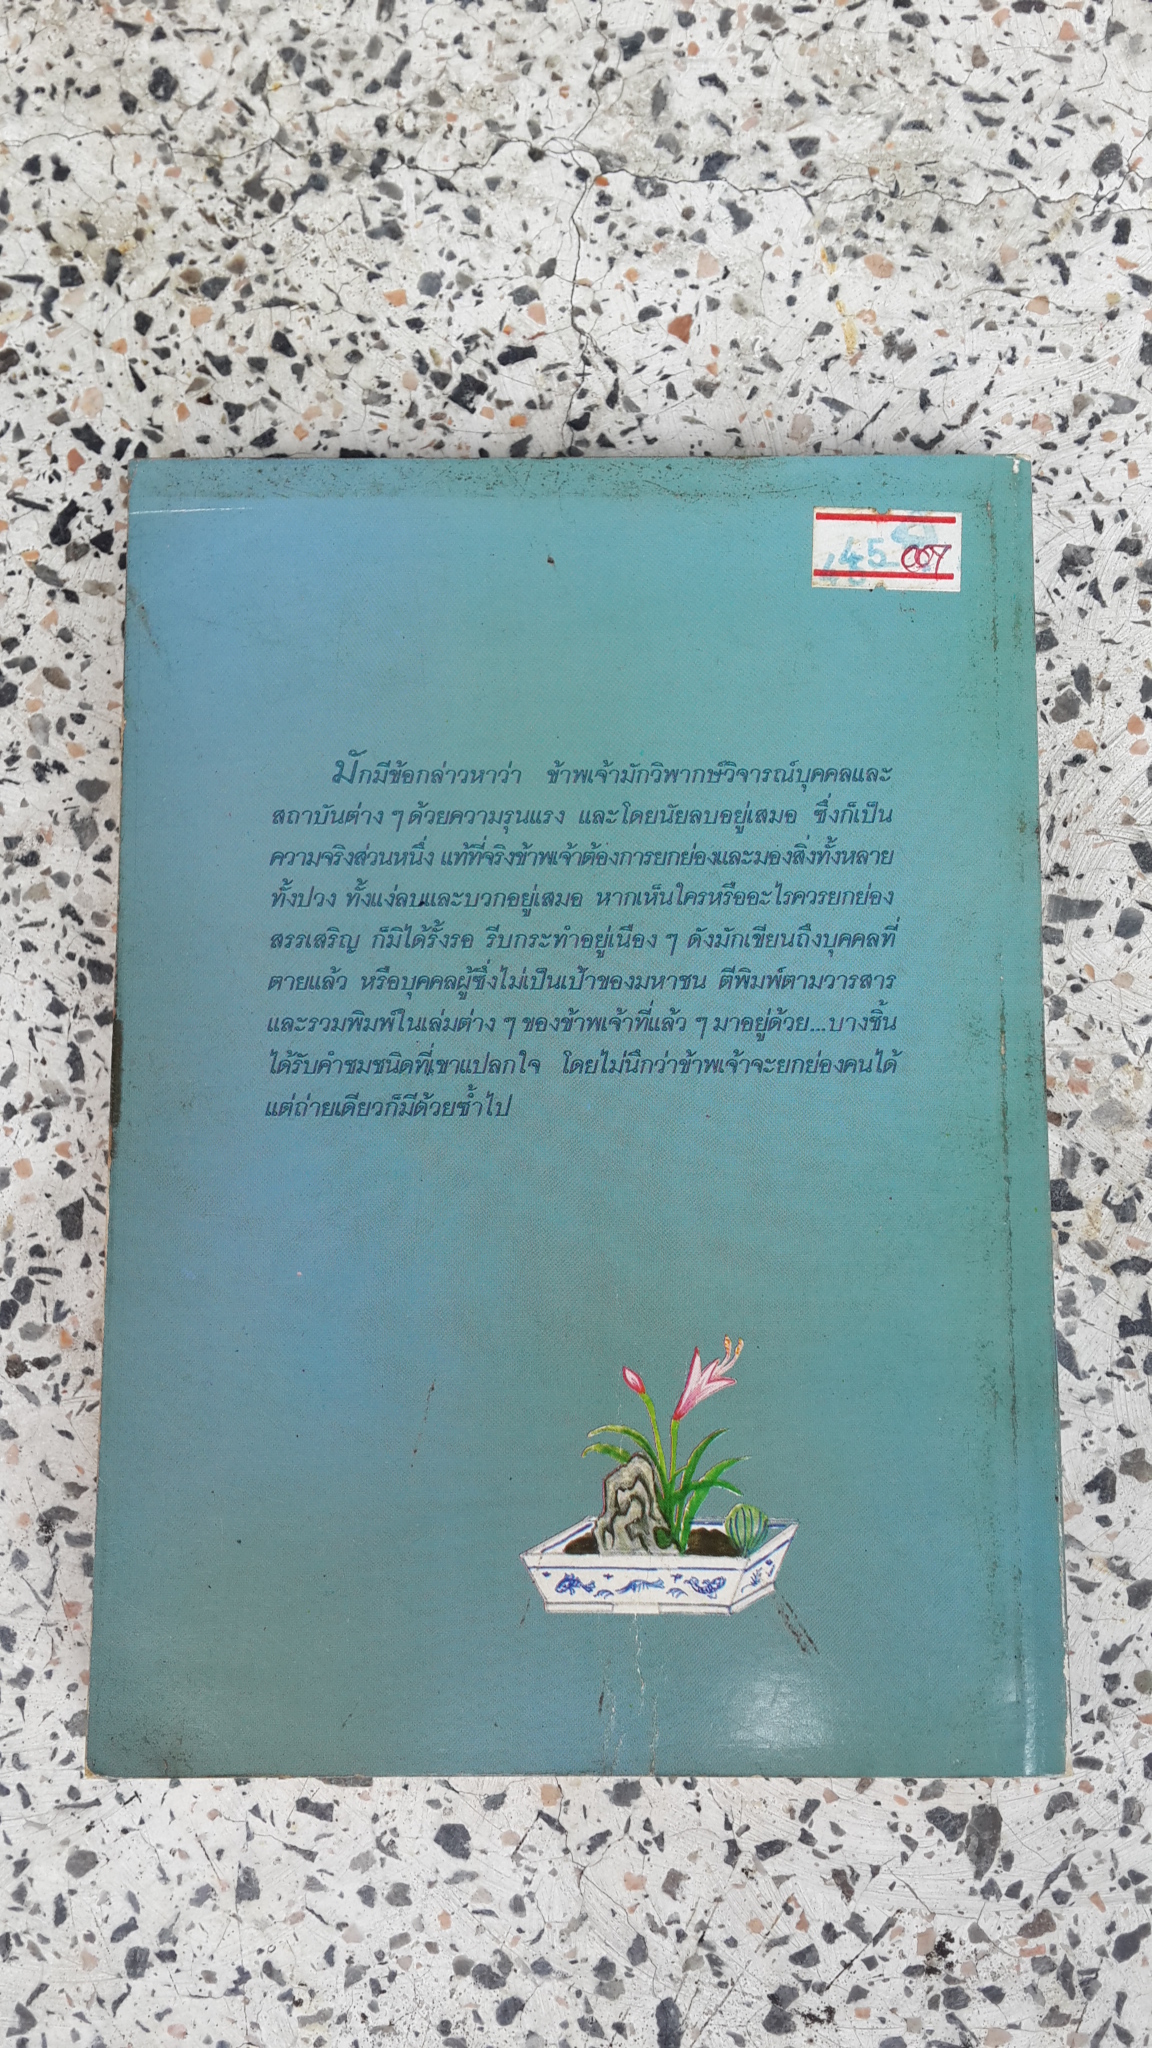 45
007
มักมีข้อกล่าวหาว่า ข้าพเจ้ามักวิพากษ์วิจารณ์บุคคลและ
สถาบันต่าง ๆ ด้วยความรุนแรง และโดยนัยลบอยู่เสมอ ซึ่งก็เป็น
ความจริงส่วนหนึ่ง แท้ที่จริงข้าพเจ้าต้องการยกย่องและมองสิ่งทั้งหลาย
ทั้งปวง ทั้งแง่ลบและบวกอยู่เสมอ หากเห็นใครหรืออะไรควรยกย่อง
สรรเสริญ ก็มิได้รั้งรอ รีบกระทำอยู่เนือง ๆ ดังมักเขียนถึงบุคคลที่
ตายแล้ว หรือบุคคลผู้ซึ่งไม่เป็นเป้าของมหาชน ตีพิมพ์ตามวารสาร
และรวมพิมพ์ในเล่มต่าง ๆ ของข้าพเจ้าที่แล้ว ๆ มาอยู่ด้วย...บางชิ้น
ได้รับคำชมชนิดที่เขาแปลกใจ โดยไม่นึกว่าข้าพเจ้าจะยกย่องคนได้
แต่ถ่ายเดียวก็มีด้วยซ้ำไป